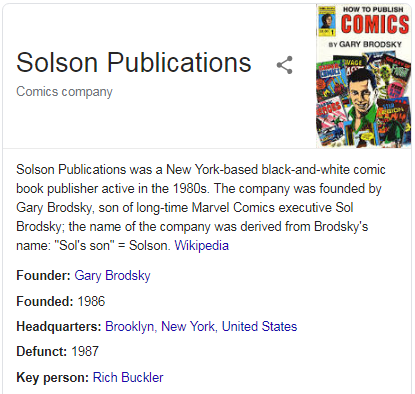 HOW TO PUBLISH
COMICS
BY GARY BRODSKY
1
Solson Publications
Comics company
Solson Publications was a New York-based black-and-white comic
book publisher active in the 1980s. The company was founded by
Gary Brodsky, son of long-time Marvel Comics executive Sol
Brodsky; the name of the company was derived from Brodsky's
name: "Sol's son" = Solson. Wikipedia
Founder: Gary Brodsky
Founded: 1986
Headquarters: Brooklyn, New York, United States
Defunct: 1987
Key person: Rich Buckler